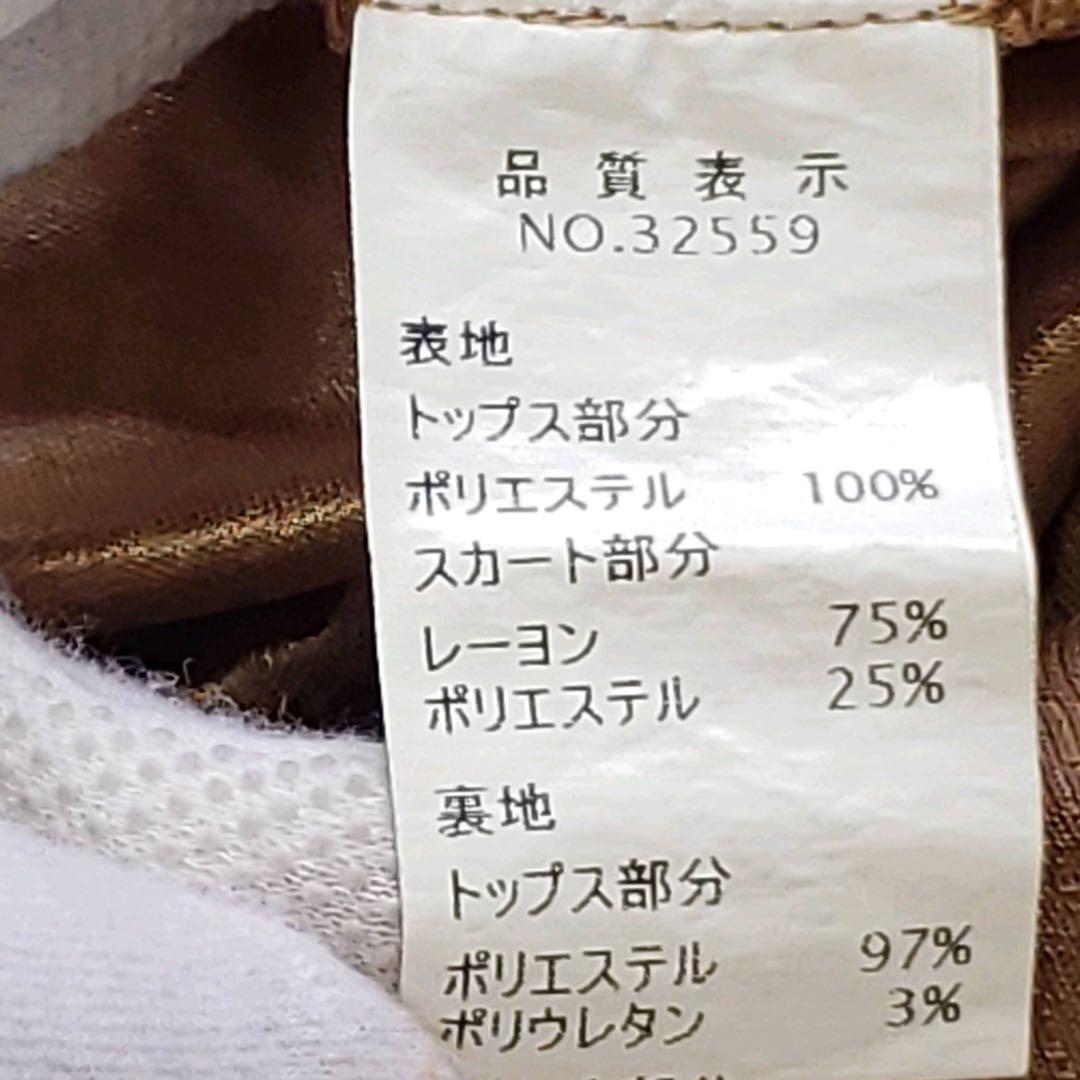 品質表示
NO.32559
表地
トップス部分
ポリエステル 100%
スカート部分
レーヨン 75%
ポリエステル 25%
裏地
トップス部分
ポリエステル 97%
ポリウレタン 3%